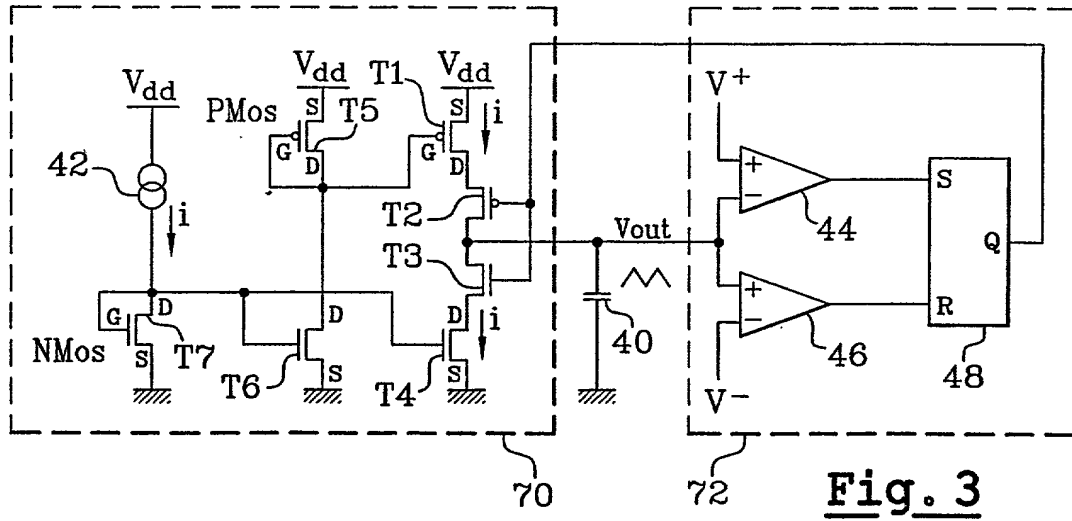 Vdd
T1
Vdd
Vdd
PMos
S
T5
S
i
G
D
G
D
42
i
T2
Vout
T3
G
D
D
D
i
NMos
S
T7
T6
S
T4
S
40
70
V+
+
−
44
S
Q
+
−
46
R
48
V−
72
Fig. 3